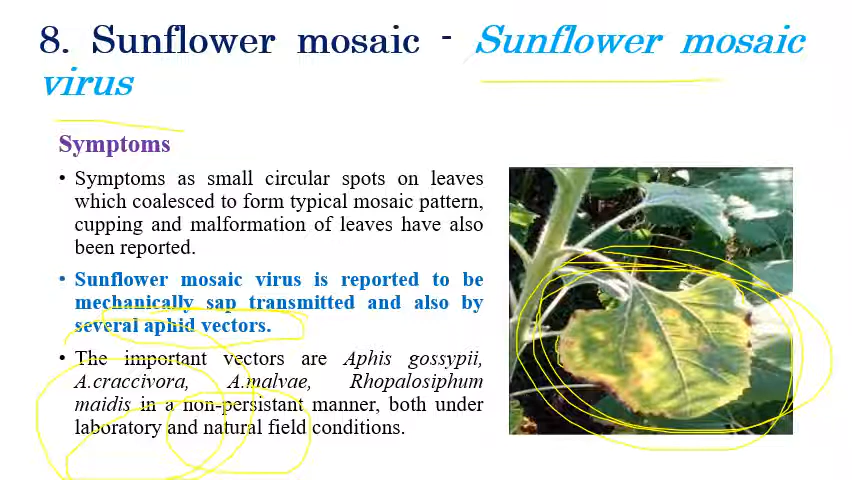 8. Sunflower mosaic - Sunflower mosaic
virus
Symptoms
• Symptoms as small circular spots on leaves
which coalesced to form typical mosaic pattern,
cupping and malformation of leaves have also
been reported.
• Sunflower mosaic virus is reported to be
mechanically sap transmitted and also by
several aphid vectors.
• The important vectors are Aphis gossypii,
A.craccivora, A.malvae, Rhopalosiphum
maidis in a non-persistant manner, both under
laboratory and natural field conditions.